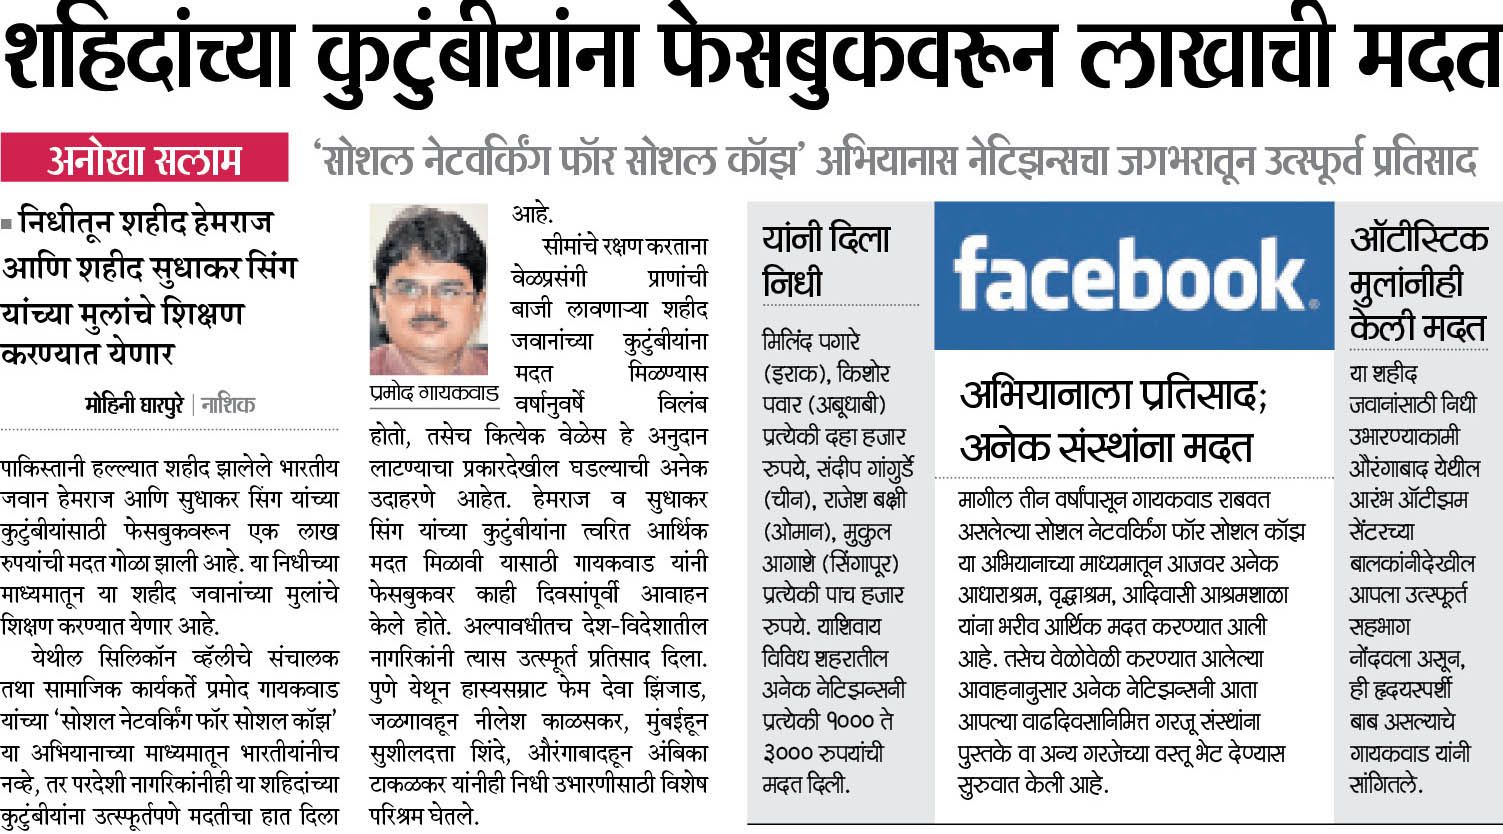 शहिदांच्या कुटुंबीयांना फेसबुकवरून लाखाची मदत
अनोखा सलाम
‘सोशल नेटवर्किंग फॉर सोशल कॉझ’ अभियानास नेटिझन्सचा जगभरातून उत्स्फूर्त प्रतिसाद
▪ निधीतून शहीद हेमराज
आणि शहीद सुधाकर सिंग
यांच्या मुलांचे शिक्षण
करण्यात येणार
मोहिनी घारपुरे | नाशिक
पाकिस्तानी हल्ल्यात शहीद झालेले भारतीय
जवान हेमराज आणि सुधाकर सिंग यांच्या
कुटुंबीयांसाठी फेसबुकवरून एक लाख
रुपयांची मदत गोळा झाली आहे. या निधीच्या
माध्यमातून या शहीद जवानांच्या मुलांचे
शिक्षण करण्यात येणार आहे.
येथील सिलिकॉन व्हॅलीचे संचालक
तथा सामाजिक कार्यकर्ते प्रमोद गायकवाड
यांच्या ‘सोशल नेटवर्किंग फॉर सोशल कॉझ’
या अभियानाच्या माध्यमातून भारतीयांनीच
नव्हे, तर परदेशी नागरिकांनीही या शहिदांच्या
कुटुंबीयांना उत्स्फूर्तपणे मदतीचा हात दिला
प्रमोद गायकवाड
आहे.
सीमांचे रक्षण करताना
वेळप्रसंगी प्राणांची
बाजी लावणाऱ्या शहीद
जवानांच्या कुटुंबीयांना
मदत मिळण्यास
वर्षानुवर्षे विलंब
होतो, तसेच कित्येक वेळेस हे अनुदान
लाटण्याचा प्रकारदेखील घडल्याची अनेक
उदाहरणे आहेत. हेमराज व सुधाकर
सिंग यांच्या कुटुंबीयांना त्वरित आर्थिक
मदत मिळावी यासाठी गायकवाड यांनी
फेसबुकवर काही दिवसांपूर्वी आवाहन
केले होते. अल्पावधीतच देश-विदेशातील
नागरिकांनी त्यास उत्स्फूर्त प्रतिसाद दिला.
पुणे येथून हास्यसम्राट फेम देवा झिंजाड,
जळगावहून नीलेश काळसकर, मुंबईहून
सुशीलदत्ता शिंदे, औरंगाबादहून अंबिका
टाकळकर यांनीही निधी उभारणीसाठी विशेष
परिश्रम घेतले.
यांनी दिला
निधी
मिलिंद पगारे
(इराक), किशोर
पवार (अबूधाबी)
प्रत्येकी दहा हजार
रुपये, संदीप गांगुर्डे
(चीन), राजेश बक्षी
(ओमान), मुकुल
आगाशे (सिंगापूर)
प्रत्येकी पाच हजार
रुपये. याशिवाय
विविध शहरातील
अनेक नेटिझन्सनी
प्रत्येकी १००० ते
३००० रुपयांची
मदत दिली.
facebook®
अभियानाला प्रतिसाद;
अनेक संस्थांना मदत
मागील तीन वर्षांपासून गायकवाड राबवत
असलेल्या सोशल नेटवर्किंग फॉर सोशल कॉझ
या अभियानाच्या माध्यमातून आजवर अनेक
आधाराश्रम, वृद्धाश्रम, आदिवासी आश्रमशाळा
यांना भरीव आर्थिक मदत करण्यात आली
आहे. तसेच वेळोवेळी करण्यात आलेल्या
आवाहनानुसार अनेक नेटिझन्सनी आता
आपल्या वाढदिवसानिमित्त गरजू संस्थांना
पुस्तके वा अन्य गरजेच्या वस्तू भेट देण्यास
सुरुवात केली आहे.
ऑटीस्टिक
मुलांनीही
केली मदत
या शहीद
जवानांसाठी निधी
उभारण्याकामी
औरंगाबाद येथील
आरंभ ऑटीझम
सेंटरच्या
बालकांनीदेखील
आपला उत्स्फूर्त
सहभाग
नोंदवला असून,
ही हृदयस्पर्शी
बाब असल्याचे
गायकवाड यांनी
सांगितले.